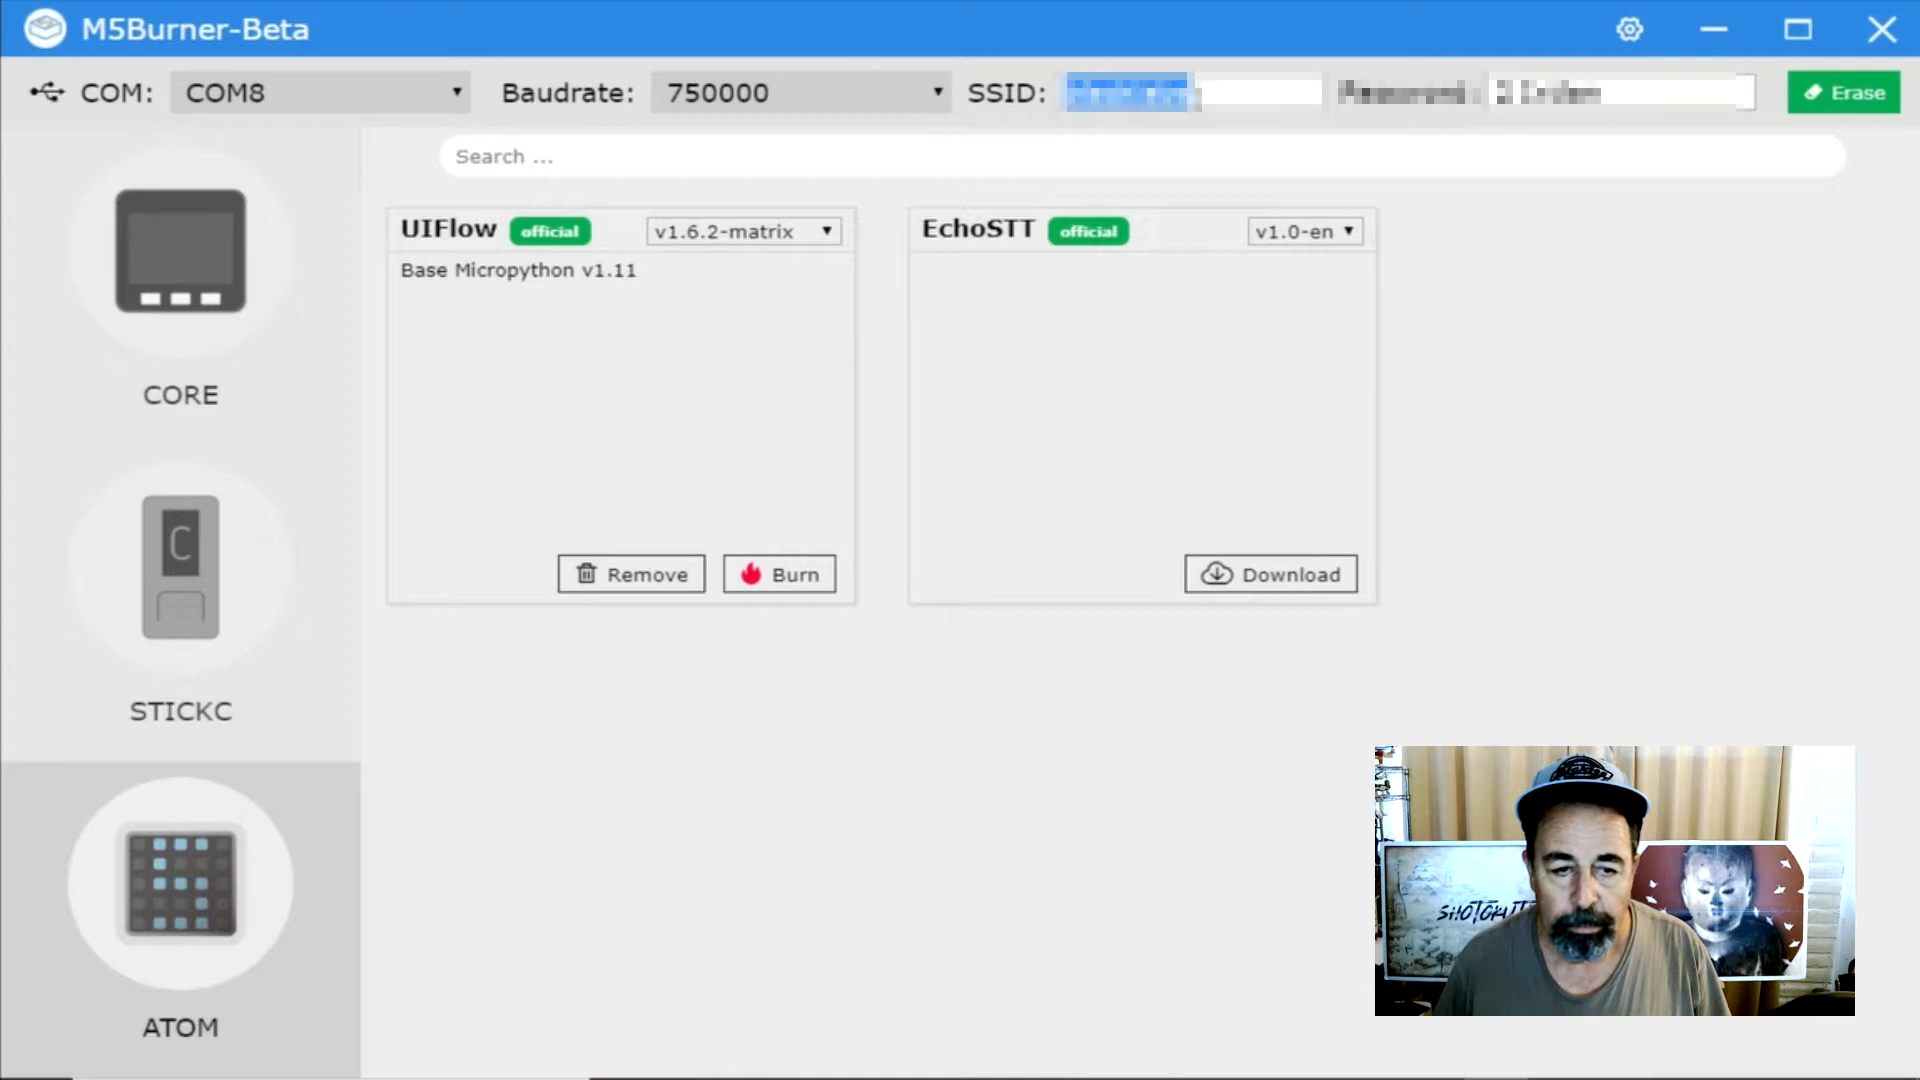 M5Burner-Beta
COM: COM8 Baudrate: 750000 SSID: Erase
Search ...
UIFlow official v1.6.2-matrix
Base Micropython v1.11
Remove Burn
EchoSTT official v1.0-en
Download
CORE
C
STICKC
ATOM